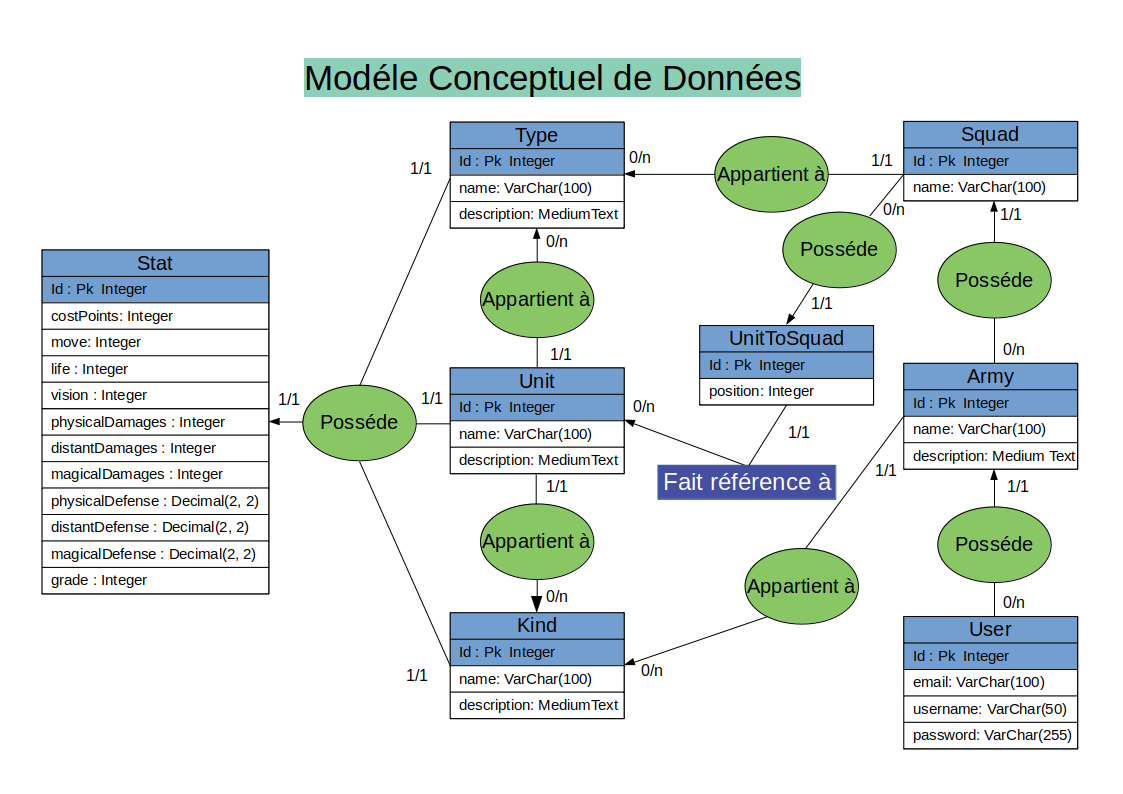 Modéle Conceptuel de Données
Type
Id : Pk Integer
name: VarChar(100)
description: MediumText
1/1
0/n
Appartient à
1/1
Squad
Id : Pk Integer
name: VarChar(100)
0/n
Posséde
1/1
1/1
Posséde
0/n
0/n
Appartient à
1/1
Stat
Id : Pk Integer
costPoints: Integer
move: Integer
life : Integer
vision : Integer
physicalDamages : Integer
distantDamages : Integer
magicalDamages : Integer
physicalDefense : Decimal(2, 2)
distantDefense : Decimal(2, 2)
magicalDefense : Decimal(2, 2)
grade : Integer
1/1
Posséde
1/1
Unit
Id : Pk Integer
name: VarChar(100)
description: MediumText
0/n
UnitToSquad
Id : Pk Integer
position: Integer
1/1
Fait référence à
Army
Id : Pk Integer
name: VarChar(100)
description: Medium Text
1/1
1/1
Posséde
0/n
1/1
Appartient à
0/n
Appartient à
0/n
1/1
Kind
Id : Pk Integer
name: VarChar(100)
description: MediumText
User
Id : Pk Integer
email: VarChar(100)
username: VarChar(50)
password: VarChar(255)